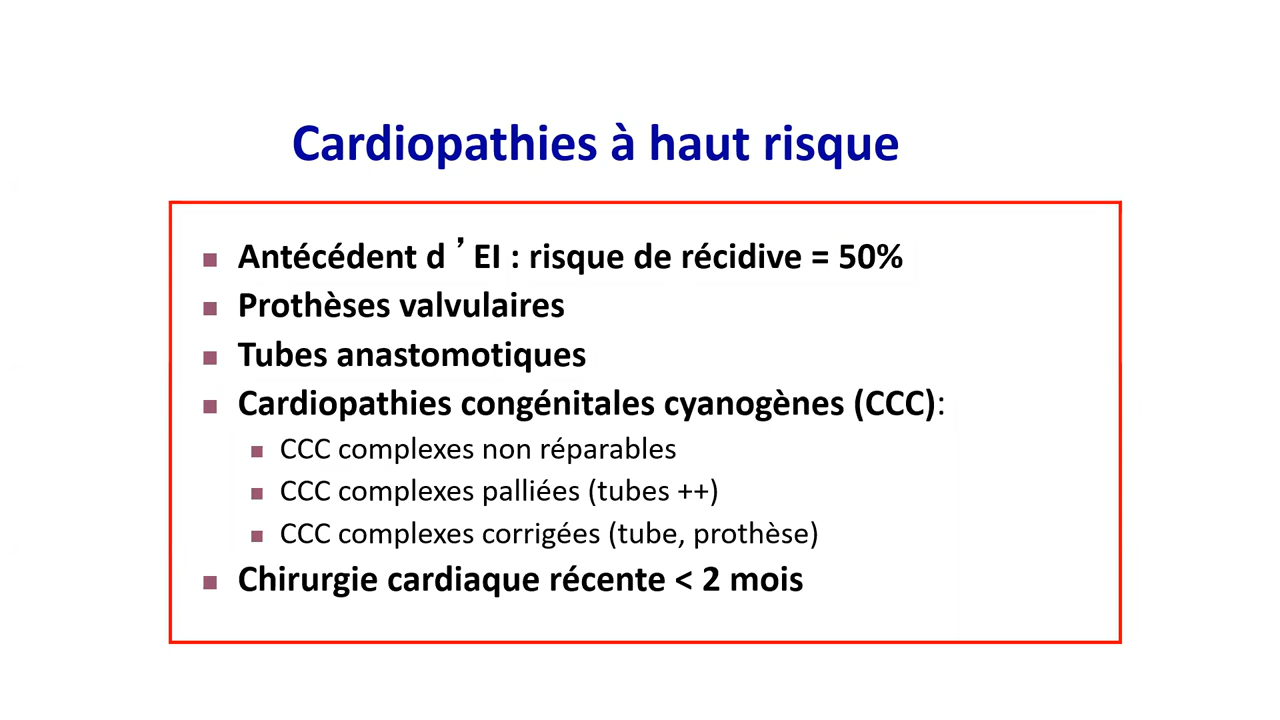 Cardiopathies à haut risque
Antécédent d ’ EI : risque de récidive = 50%
Prothèses valvulaires
Tubes anastomotiques
Cardiopathies congénitales cyanogènes (CCC):
CCC complexes non réparables
CCC complexes palliées (tubes ++)
CCC complexes corrigées (tube, prothèse)
Chirurgie cardiaque récente < 2 mois